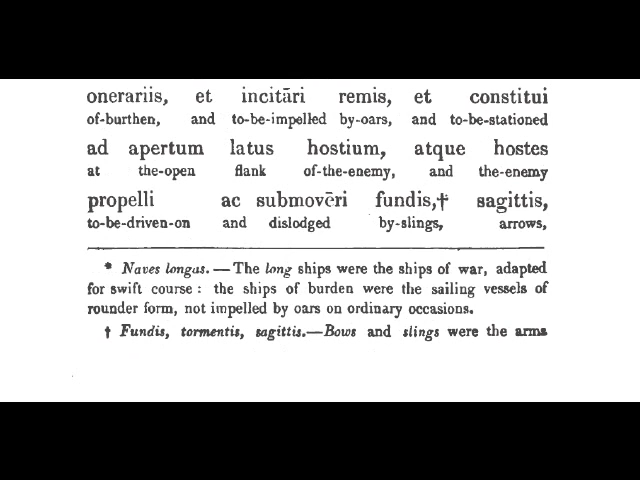 onerariis, et incitāri remis, et constitui
of-burthen, and to-be-impelled by-oars, and to-be-stationed
ad apertum latus hostium, atque hostes
at the-open flank of-the-enemy, and the-enemy
propelli ac submovēri fundis,† sagittis,
to-be-driven-on and dislodged by-slings, arrows,
* Naves longas.—The long ships were the ships of war, adapted
for swift course : the ships of burden were the sailing vessels of
rounder form, not impelled by oars on ordinary occasions.
† Fundis, tormentis, sagittis.—Bows and slings were the arms